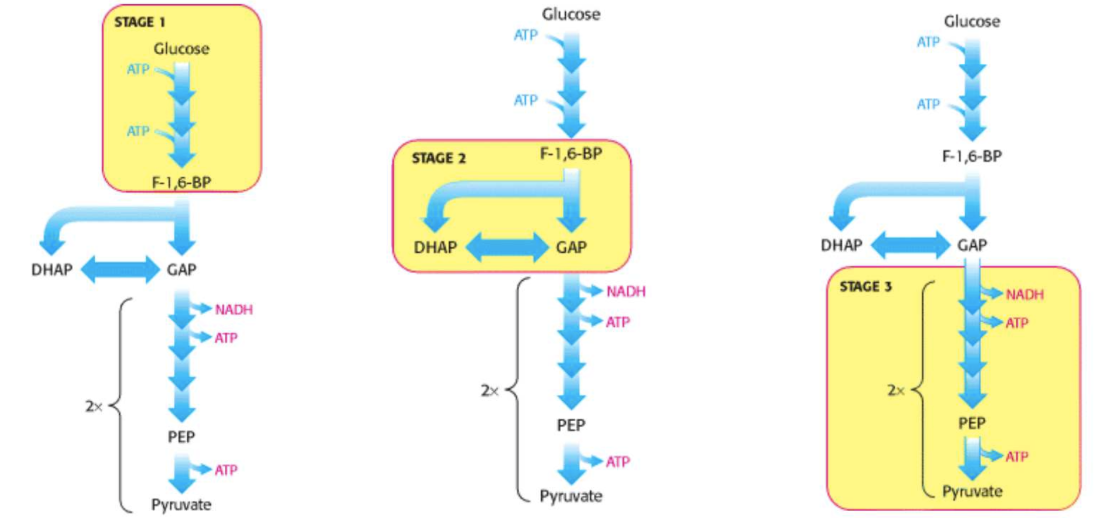 STAGE 1
Glucose
ATP
ATP
F-1,6-BP
DHAP
GAP
NADH
ATP
2×
PEP
ATP
Pyruvate
Glucose
ATP
ATP
STAGE 2
F-1,6-BP
DHAP
GAP
NADH
ATP
2×
PEP
ATP
Pyruvate
Glucose
ATP
ATP
F-1,6-BP
DHAP
GAP
STAGE 3
NADH
ATP
2×
PEP
ATP
Pyruvate